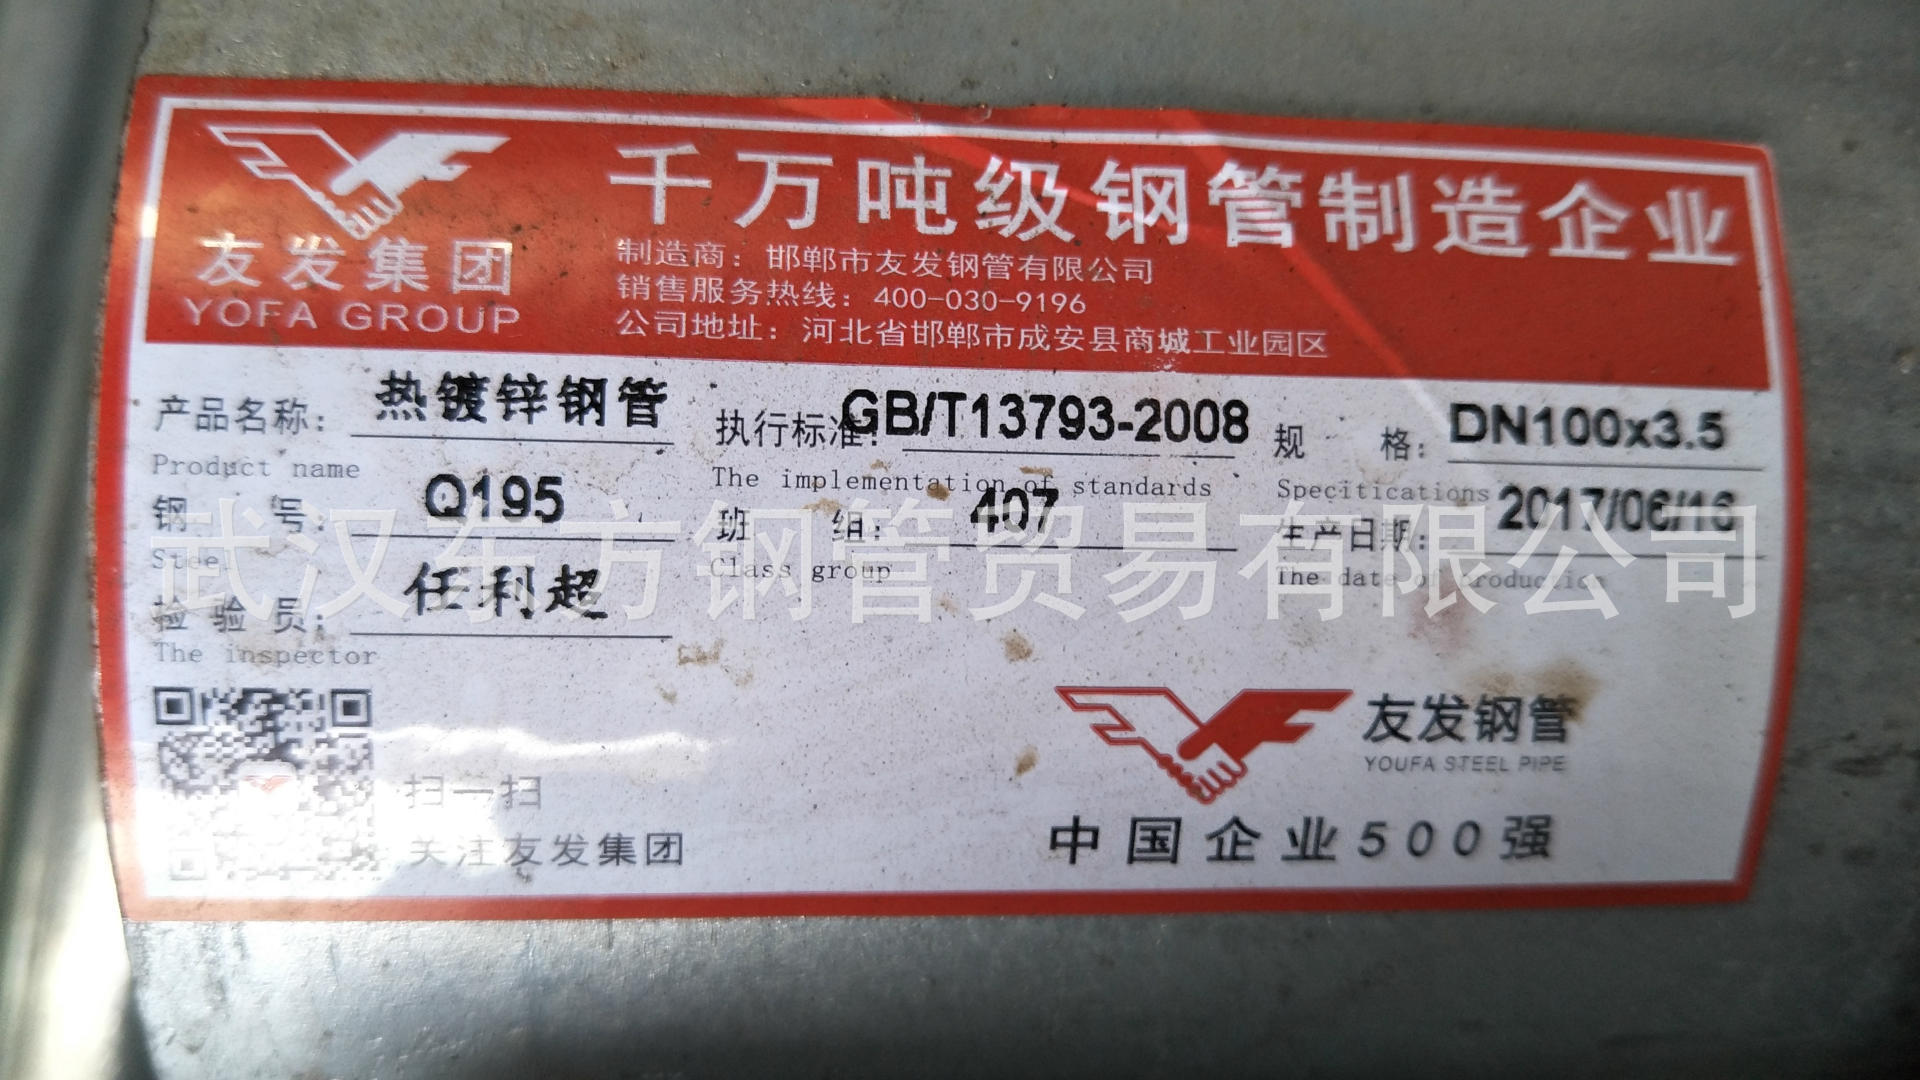 友发集团
YOFA GROUP
千万吨级钢管制造企业
制造商：邯郸市友发钢管有限公司
销售服务热线：400-030-9196
公司地址：河北省邯郸市成安县商城工业园区
产品名称：热镀锌钢管
Product name
执行标准：GB/T13793-2008
The implementation of standards
规 格：DN100x3.5
Specitications
钢 号：Q195
Steel
班 组：407
Class group
生产日期：2017/06/16
The date of production
检验员：任利超
The inspector
武汉东方钢管贸易有限公司
扫一扫
关注友发集团
友发钢管
YOUFA STEEL PIPE
中国企业500强